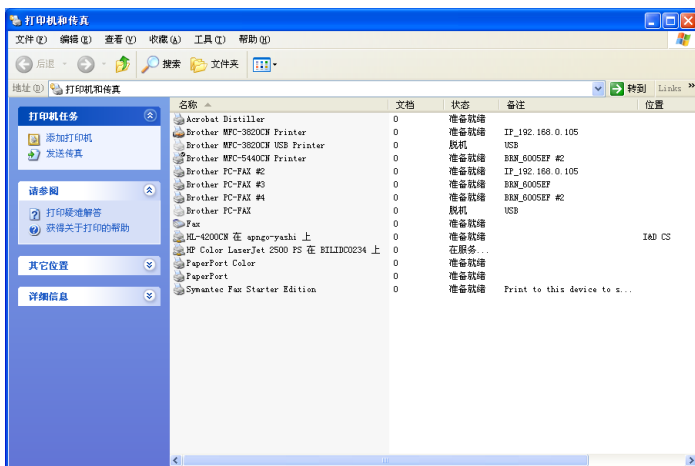 打印机和传真
文件(F) 编辑(E) 查看(V) 收藏(A) 工具(T) 帮助(H)
后退 搜索 文件夹
地址(D) 打印机和传真 转到 Links »
名称 文档 状态 备注 位置
打印机任务
添加打印机
发送传真
请参阅
打印疑难解答
获得关于打印的帮助
其它位置
详细信息
Acrobat Distiller 0 准备就绪
Brother MFC-3820CN Printer 0 准备就绪 IP_192.168.0.105
Brother MFC-3820CN USB Printer 0 脱机 USB
Brother MFC-5440CN Printer 0 准备就绪 BRN_6005EF #2
Brother PC-FAX #2 0 准备就绪 IP_192.168.0.105
Brother PC-FAX #3 0 准备就绪 BRN_6005EF
Brother PC-FAX #4 0 准备就绪 BRN_6005EF #2
Brother PC-FAX 0 脱机 USB
Fax 0 准备就绪
HL-4200CN 在 apngo-yashi 上 0 准备就绪 I&D CS
HP Color LaserJet 2500 PS 在 BILIDC0234 上 0 在服务...
PaperPort Color 0 准备就绪
PaperPort 0 准备就绪
Symantec Fax Starter Edition 0 准备就绪 Print to this device to s...